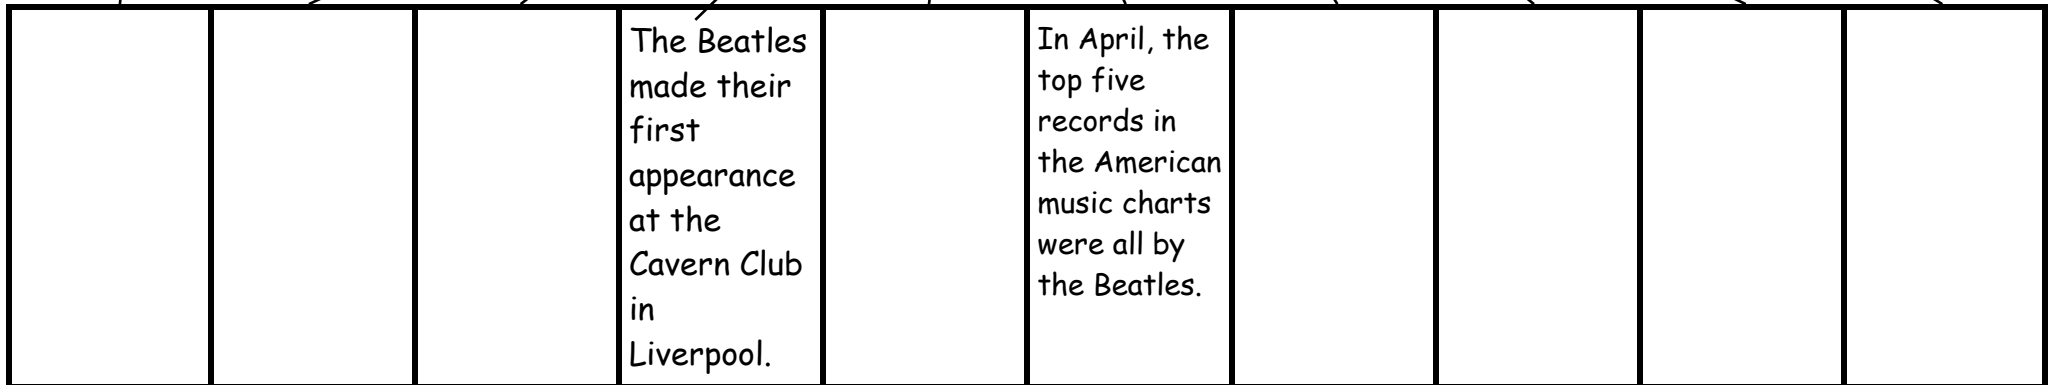 The Beatles
made their
first
appearance
at the
Cavern Club
in
Liverpool.
In April, the
top five
records in
the American
music charts
were all by
the Beatles.